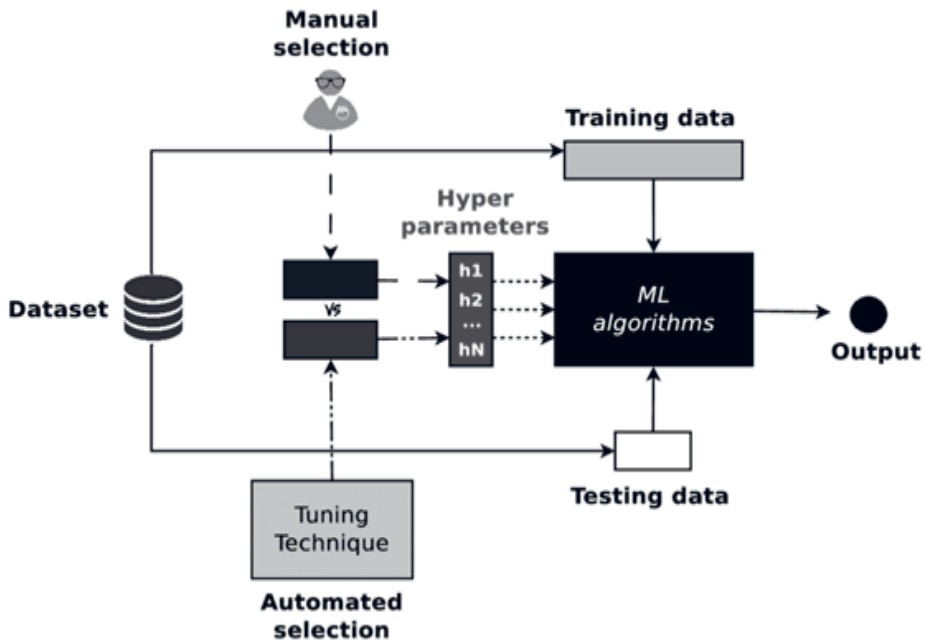 Manual
selection
Training data
Hyper
parameters
h1
h2
...
hN
vs
ML
algorithms
Dataset
Output
Testing data
Tuning
Technique
Automated
selection